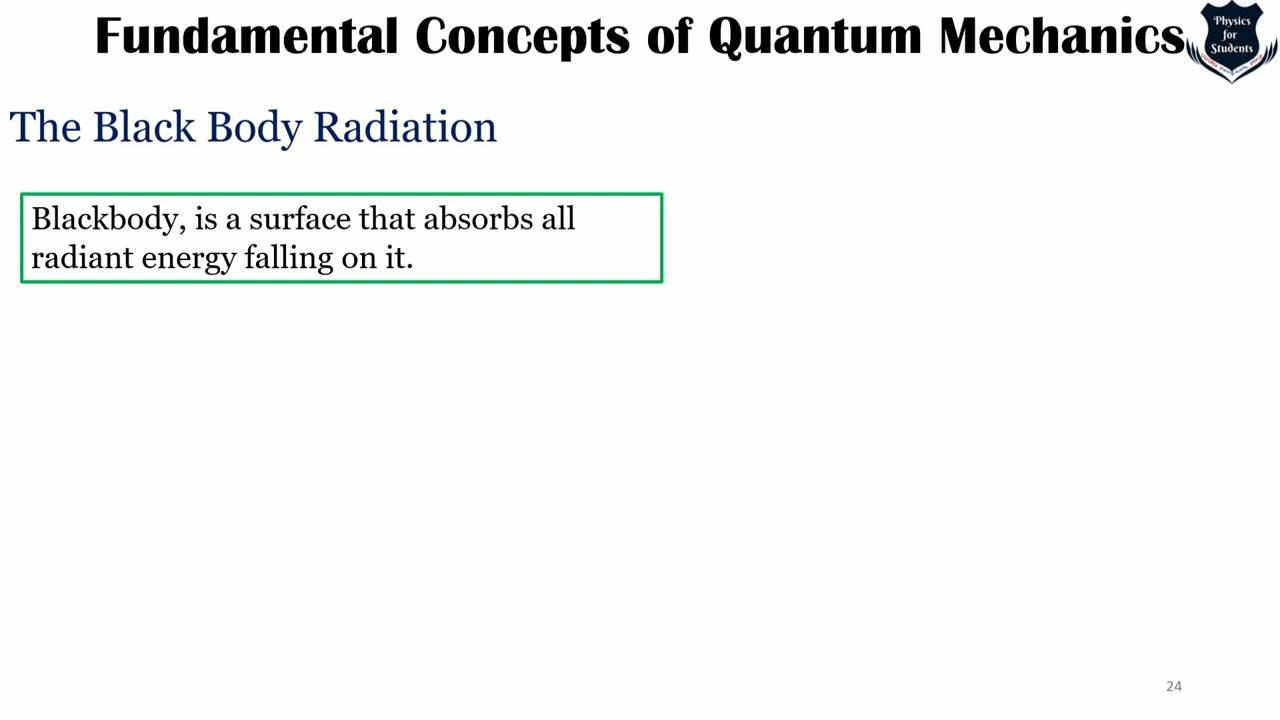 Fundamental Concepts of Quantum Mechanics
Physics
for
Students
The Black Body Radiation
Blackbody, is a surface that absorbs all
radiant energy falling on it.
24